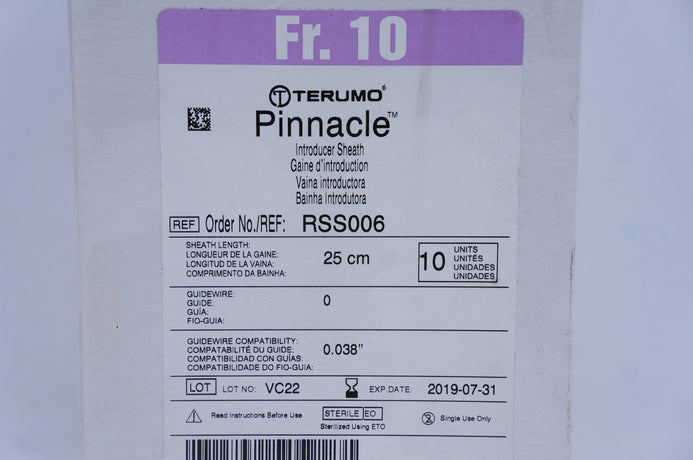 Fr. 10
TERUMO®
Pinnacle™
Introducer Sheath
Gaine d'introduction
Vaina introductora
Bainha Introdutora
REF Order No./REF: RSS006
SHEATH LENGTH:
LONGUEUR DE LA GAINE:
LONGITUD DE LA VAINA:
COMPRIMENTO DA BAINHA:
25 cm
10
UNITS
UNITÉS
UNIDADES
UNIDADES
GUIDEWIRE:
GUIDE:
GUÍA:
FIO-GUIA:
0
GUIDEWIRE COMPATIBILITY:
COMPATABILITÉ DU GUIDE:
COMPATIBILIDAD CON GUÍAS:
COMPATIBILIDADE DO FIO-GUIA:
0.038"
LOT LOT NO: VC22 EXP.DATE: 2019-07-31
Read Instructions Before Use
STERILE EO
Sterilized Using ETO
2 Single Use Only